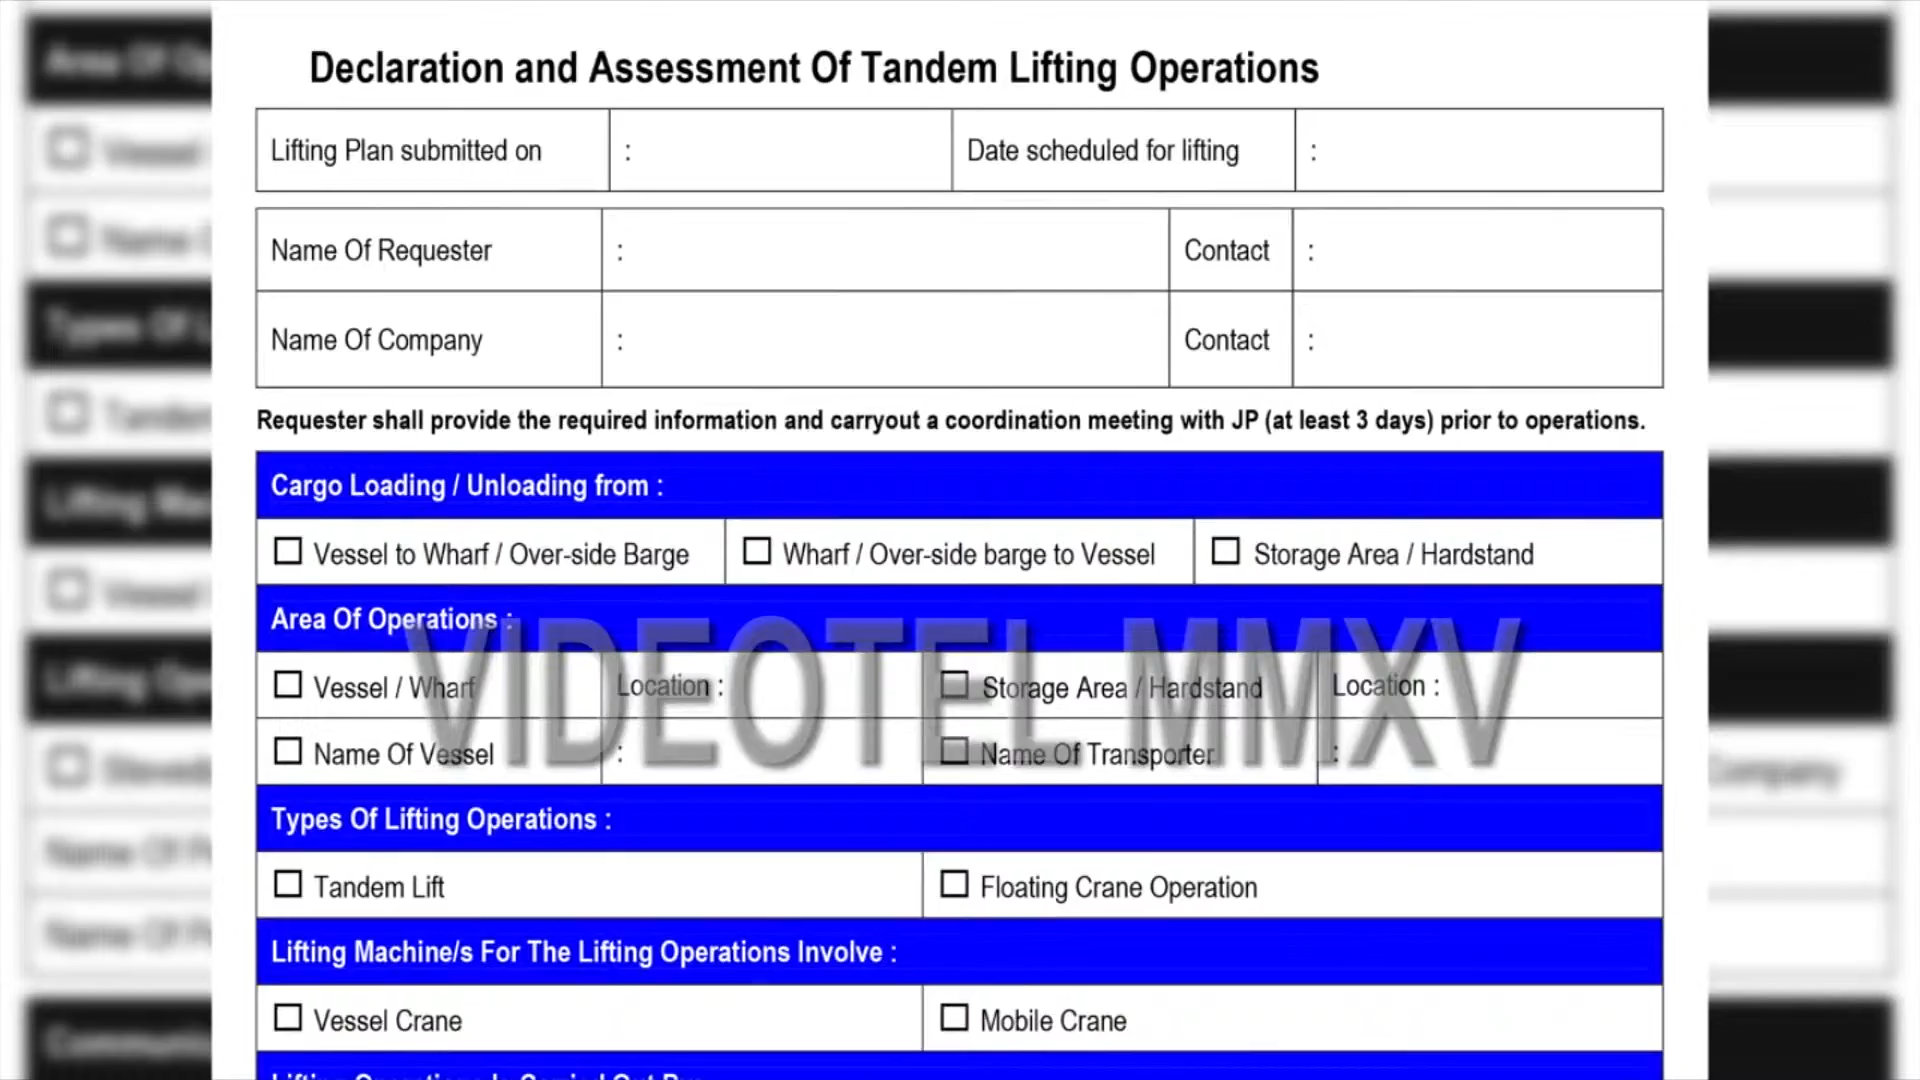 Declaration and Assessment Of Tandem Lifting Operations
Lifting Plan submitted on : Date scheduled for lifting :
Name Of Requester : Contact :
Name Of Company : Contact :
Requester shall provide the required information and carryout a coordination meeting with JP (at least 3 days) prior to operations.
Cargo Loading / Unloading from :
Vessel to Wharf / Over-side Barge Wharf / Over-side barge to Vessel Storage Area / Hardstand
Area Of Operations :
VIDEOTEL MMXV
Vessel / Wharf Location : Storage Area / Hardstand Location :
Name Of Vessel : Name Of Transporter :
Types Of Lifting Operations :
Tandem Lift Floating Crane Operation
Lifting Machine/s For The Lifting Operations Involve :
Vessel Crane Mobile Crane